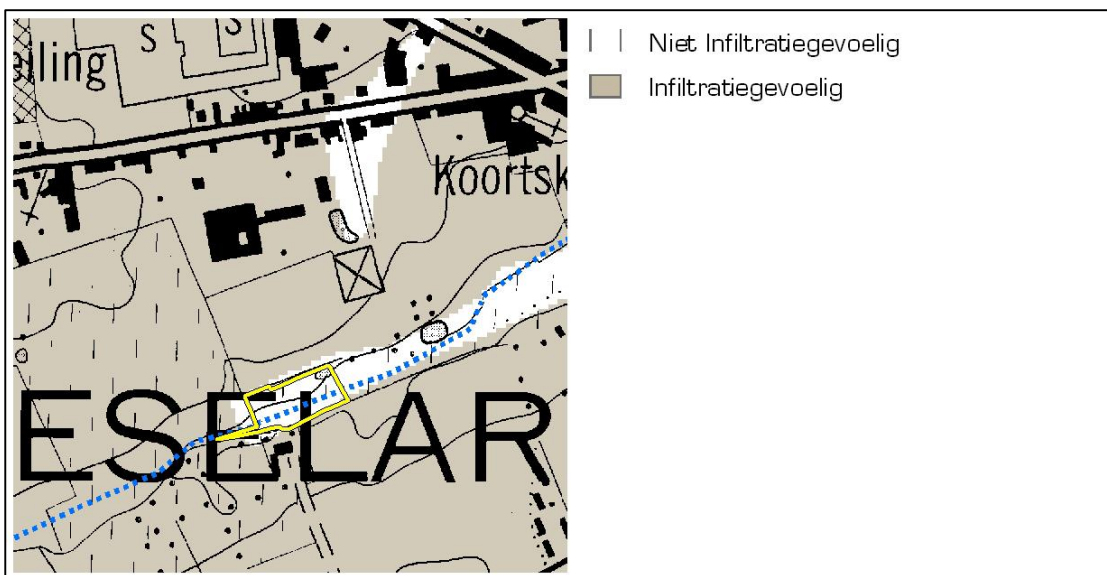 S
S
eiling
Koortsk
ESELAR
Niet Infiltratiegevoelig
Infiltratiegevoelig